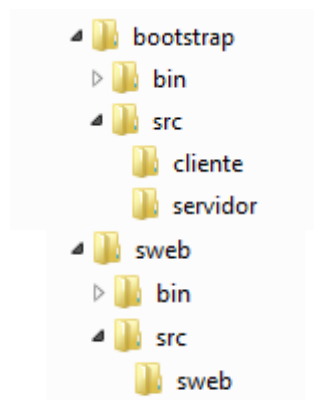 bootstrap
bin
src
cliente
servidor
sweb
bin
src
sweb